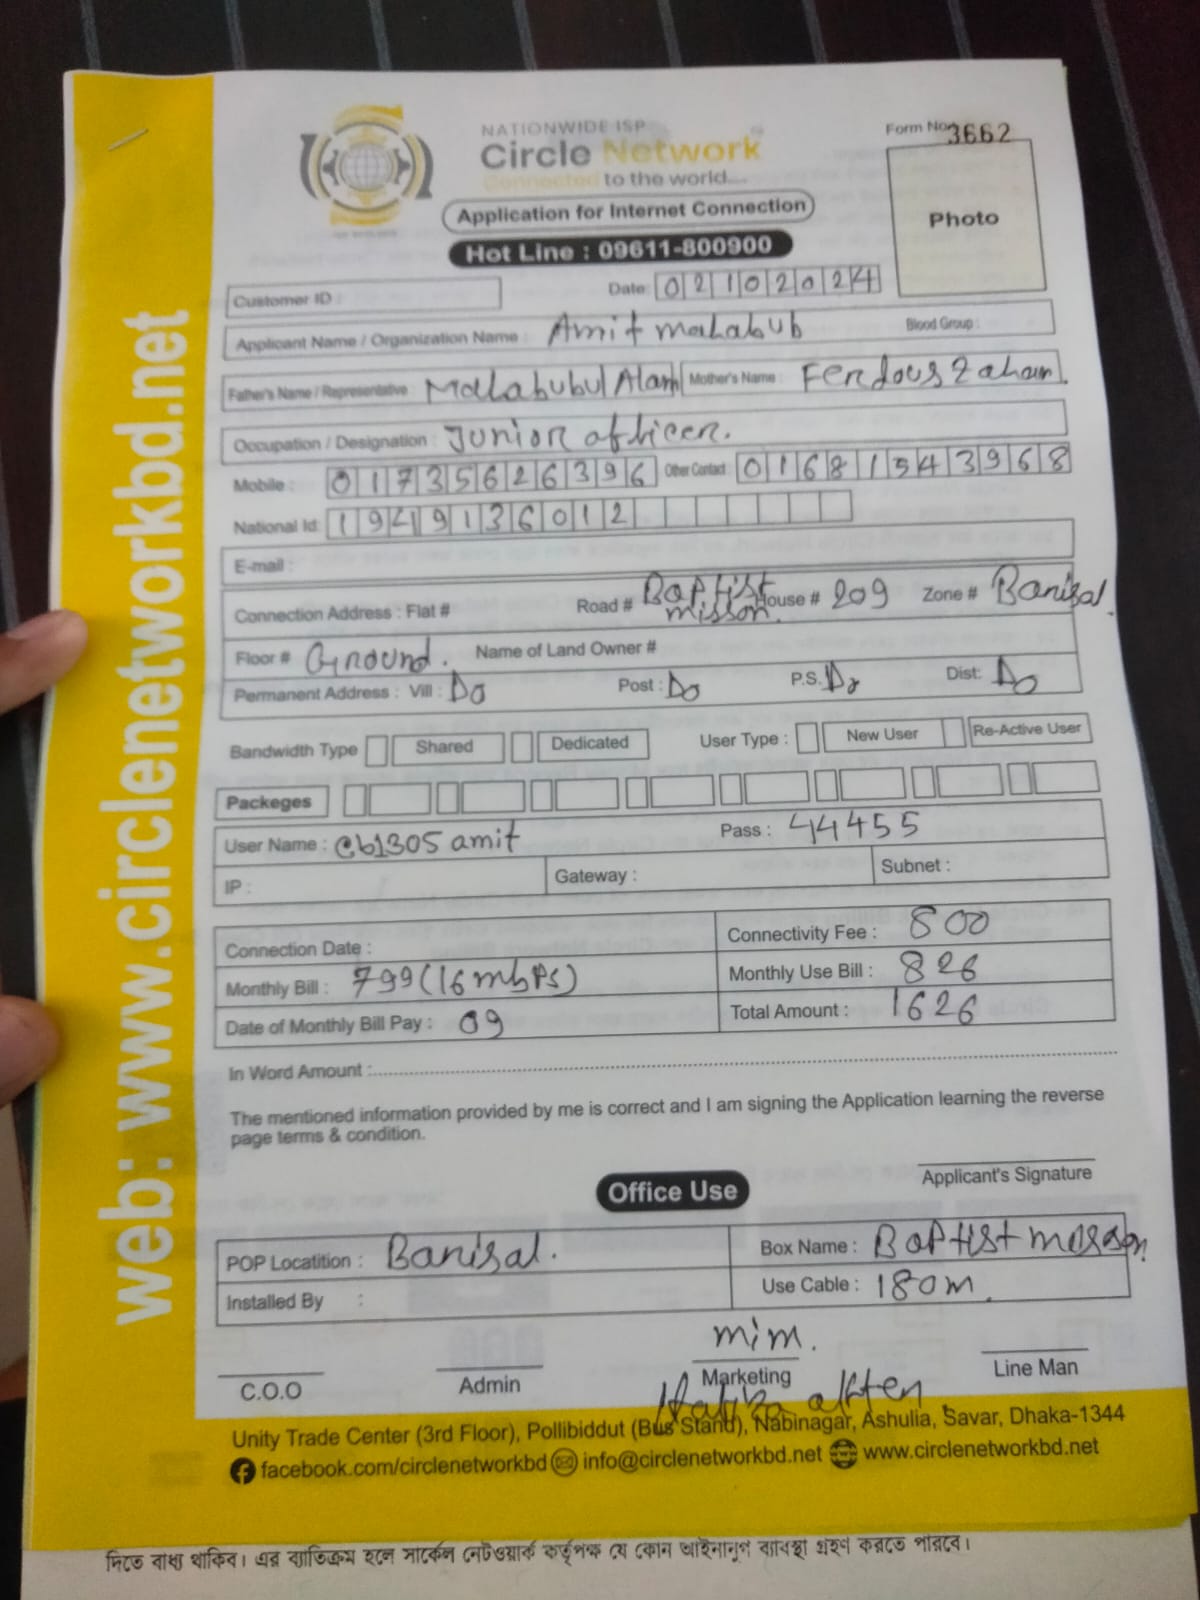 NATIONWIDE ISP
Circle Network
Connected to the world....
Form No. 3662
Photo
Application for Internet Connection
Hot Line : 09611-800900
Customer ID :
Date: 02102024
Applicant Name / Organization Name : Amit mahabub Blood Group :
Father's Name / Representative Mahabubul Alam Mother's Name : Ferdous Zahan.
Occupation / Designation : Junior officer.
Mobile : 01735626396 Other Contact : 01681543968
National Id: 1949136012
E-mail :
Connection Address : Flat # Road # Baptist misson. House # 209 Zone # Barisal.
Floor # Ground. Name of Land Owner #
Permanent Address : Vill : Do Post : Do P.S. Do Dist: Do
Bandwidth Type Shared Dedicated User Type : New User Re-Active User
Packeges
User Name : cb1305 amit Pass : 44455
IP : Gateway : Subnet :
Connection Date : Connectivity Fee : 800
Monthly Bill : 799 (16 mbps) Monthly Use Bill : 826
Date of Monthly Bill Pay : 09 Total Amount : 1626
In Word Amount :
The mentioned information provided by me is correct and I am signing the Application learning the reverse
page terms & condition.
Applicant's Signature
Office Use
POP Locatition : Barisal. Box Name : Baptist messon
Installed By : Use Cable : 180m.
mim.
C.O.O Admin Marketing Line Man
akter
Unity Trade Center (3rd Floor), Pollibiddut (Bus Stand), Nabinagar, Ashulia, Savar, Dhaka-1344
facebook.com/circlenetworkbd info@circlenetworkbd.net www.circlenetworkbd.net
web: www.circlenetworkbd.net
দিতে বাধ্য থাকিব। এর ব্যতিক্রম হলে সার্কেল নেটওয়ার্ক কর্তৃপক্ষ যে কোন আইনানুগ ব্যবস্থা গ্রহণ করতে পারবে।